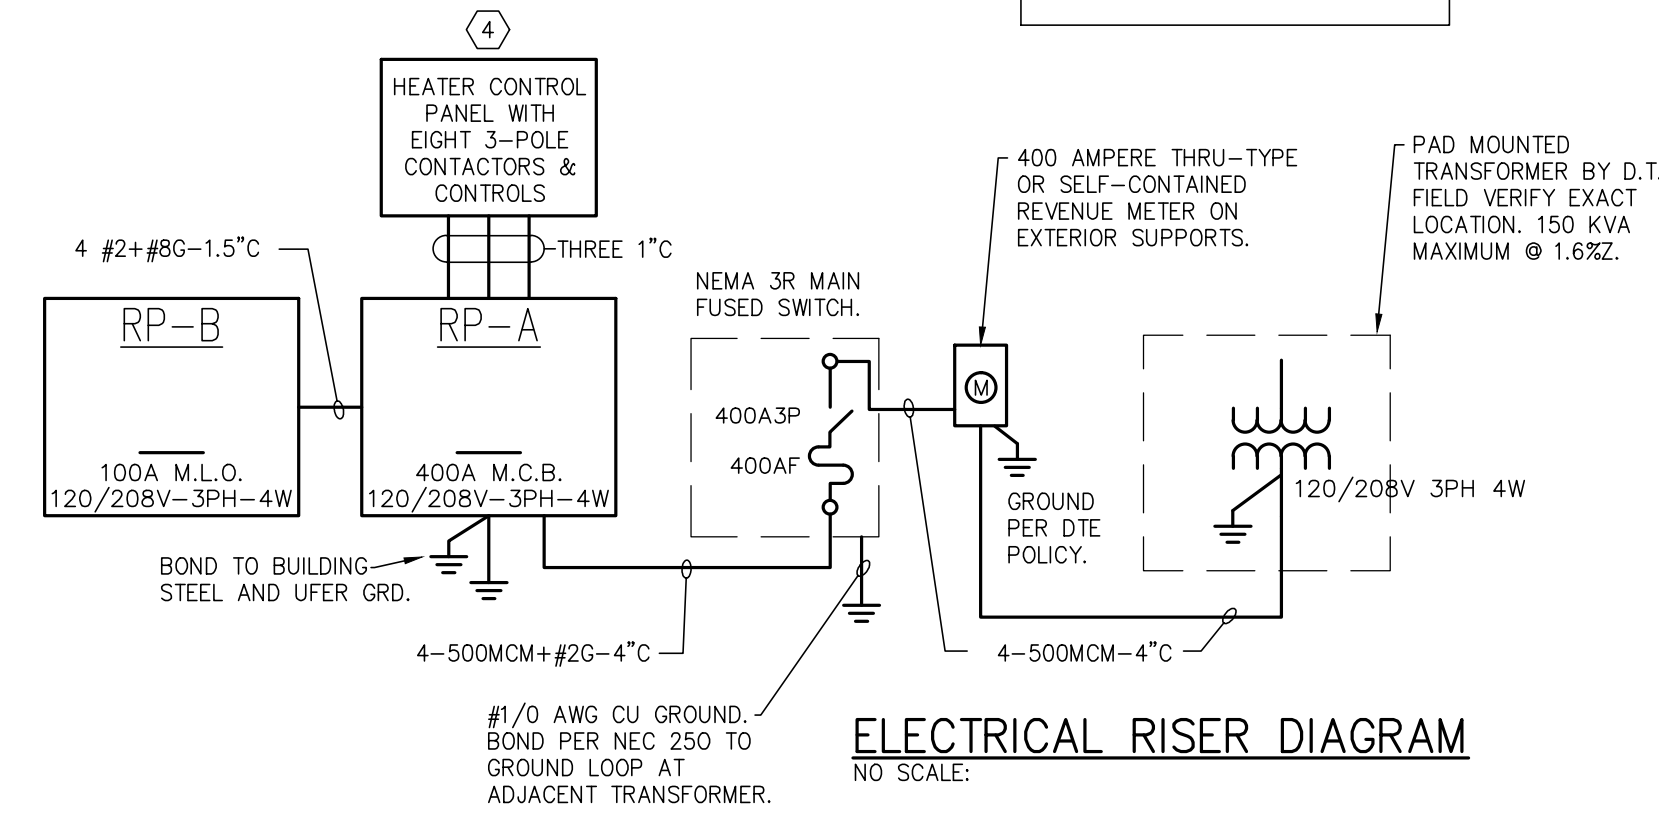 4
HEATER CONTROL
PANEL WITH
EIGHT 3-POLE
CONTACTORS &
CONTROLS
THREE 1"C
4 #2+#8G-1.5"C
RP-B
100A M.L.O.
120/208V-3PH-4W
RP-A
400A M.C.B.
120/208V-3PH-4W
BOND TO BUILDING
STEEL AND UFER GRD.
4-500MCM+#2G-4"C
#1/0 AWG CU GROUND.
BOND PER NEC 250 TO
GROUND LOOP AT
ADJACENT TRANSFORMER.
NEMA 3R MAIN
FUSED SWITCH.
400A3P
400AF
400 AMPERE THRU-TYPE
OR SELF-CONTAINED
REVENUE METER ON
EXTERIOR SUPPORTS.
M
GROUND
PER DTE
POLICY.
4-500MCM-4"C
PAD MOUNTED
TRANSFORMER BY D.T.
FIELD VERIFY EXACT
LOCATION. 150 KVA
MAXIMUM @ 1.6%Z.
120/208V 3PH 4W
ELECTRICAL RISER DIAGRAM
NO SCALE: